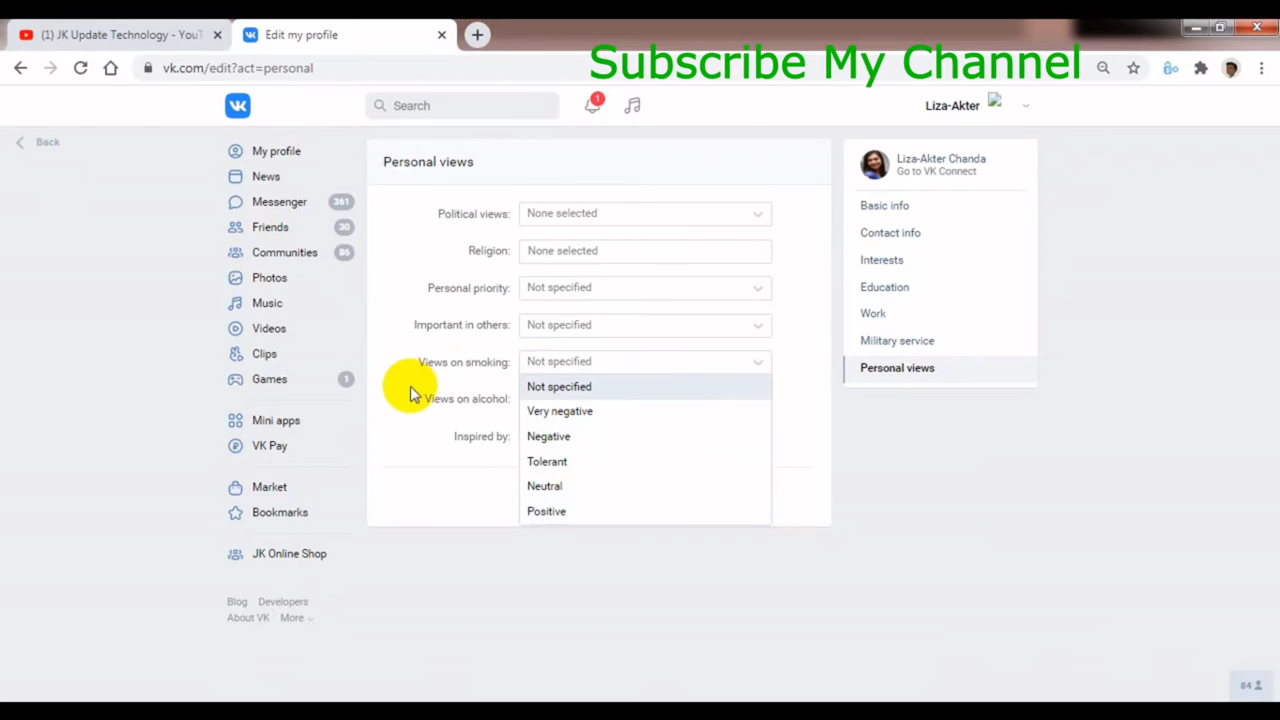 (1) JK Update Technology - YouT
Edit my profile
Subscribe My Channel
vk.com/edit?act=personal
Search
1
Liza-Akter
Back
My profile
News
Messenger 361
Friends 30
Communities 86
Photos
Music
Videos
Clips
Games 1
Mini apps
VK Pay
Market
Bookmarks
JK Online Shop
Blog Developers
About VK More
Personal views
Political views: None selected
Religion: None selected
Personal priority: Not specified
Important in others: Not specified
Views on smoking: Not specified
Not specified
Views on alcohol:
Very negative
Inspired by: Negative
Tolerant
Neutral
Positive
Liza-Akter Chanda
Go to VK Connect
Basic info
Contact info
Interests
Education
Work
Military service
Personal views
84